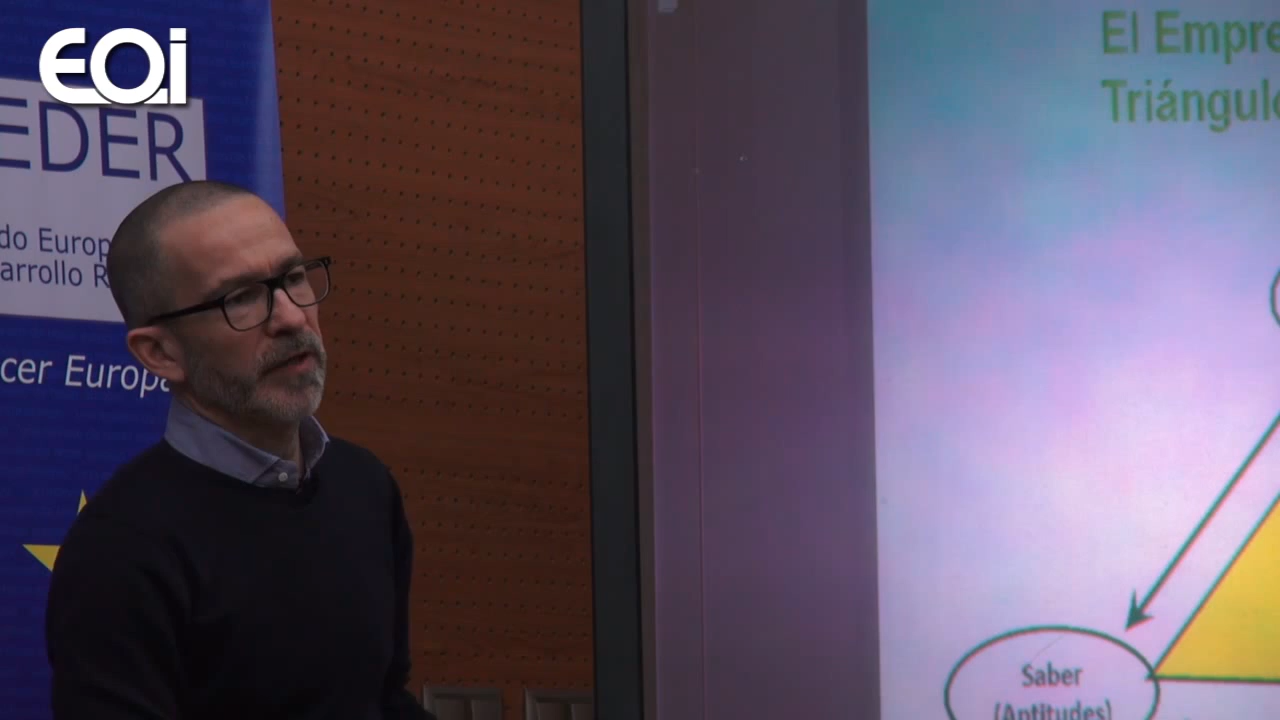 EOi
EDER
do Europ
arrollo R
cer Europa
El Empre
Triángulo
Saber
(Aptitudes)